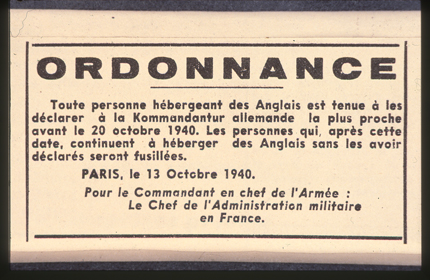 ORDONNANCE
Toute personne hébergeant des Anglais est tenue à les
déclarer à la Kommandantur allemande la plus proche
avant le 20 octobre 1940. Les personnes qui, après cette
date, continuent à héberger des Anglais sans les avoir
déclarés seront fusillées.
PARIS, le 13 Octobre 1940.
Pour le Commandant en chef de l'Armée :
Le Chef de l'Administration militaire
en France.